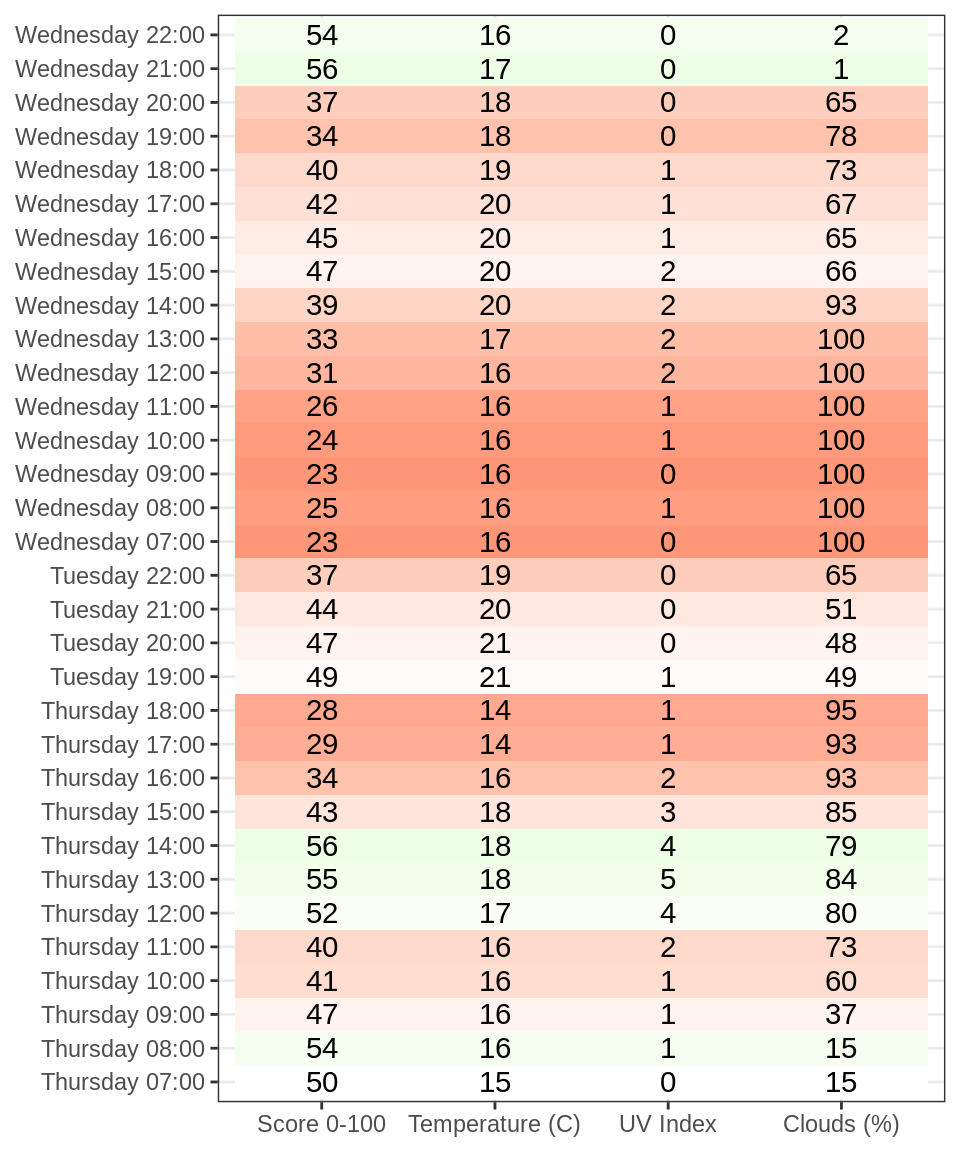 Wednesday 22:00 54 16 0 2
Wednesday 21:00 56 17 0 1
Wednesday 20:00 37 18 0 65
Wednesday 19:00 34 18 0 78
Wednesday 18:00 40 19 1 73
Wednesday 17:00 42 20 1 67
Wednesday 16:00 45 20 1 65
Wednesday 15:00 47 20 2 66
Wednesday 14:00 39 20 2 93
Wednesday 13:00 33 17 2 100
Wednesday 12:00 31 16 2 100
Wednesday 11:00 26 16 1 100
Wednesday 10:00 24 16 1 100
Wednesday 09:00 23 16 0 100
Wednesday 08:00 25 16 1 100
Wednesday 07:00 23 16 0 100
Tuesday 22:00 37 19 0 65
Tuesday 21:00 44 20 0 51
Tuesday 20:00 47 21 0 48
Tuesday 19:00 49 21 1 49
Thursday 18:00 28 14 1 95
Thursday 17:00 29 14 1 93
Thursday 16:00 34 16 2 93
Thursday 15:00 43 18 3 85
Thursday 14:00 56 18 4 79
Thursday 13:00 55 18 5 84
Thursday 12:00 52 17 4 80
Thursday 11:00 40 16 2 73
Thursday 10:00 41 16 1 60
Thursday 09:00 47 16 1 37
Thursday 08:00 54 16 1 15
Thursday 07:00 50 15 0 15
Score 0-100 Temperature (C) UV Index Clouds (%)